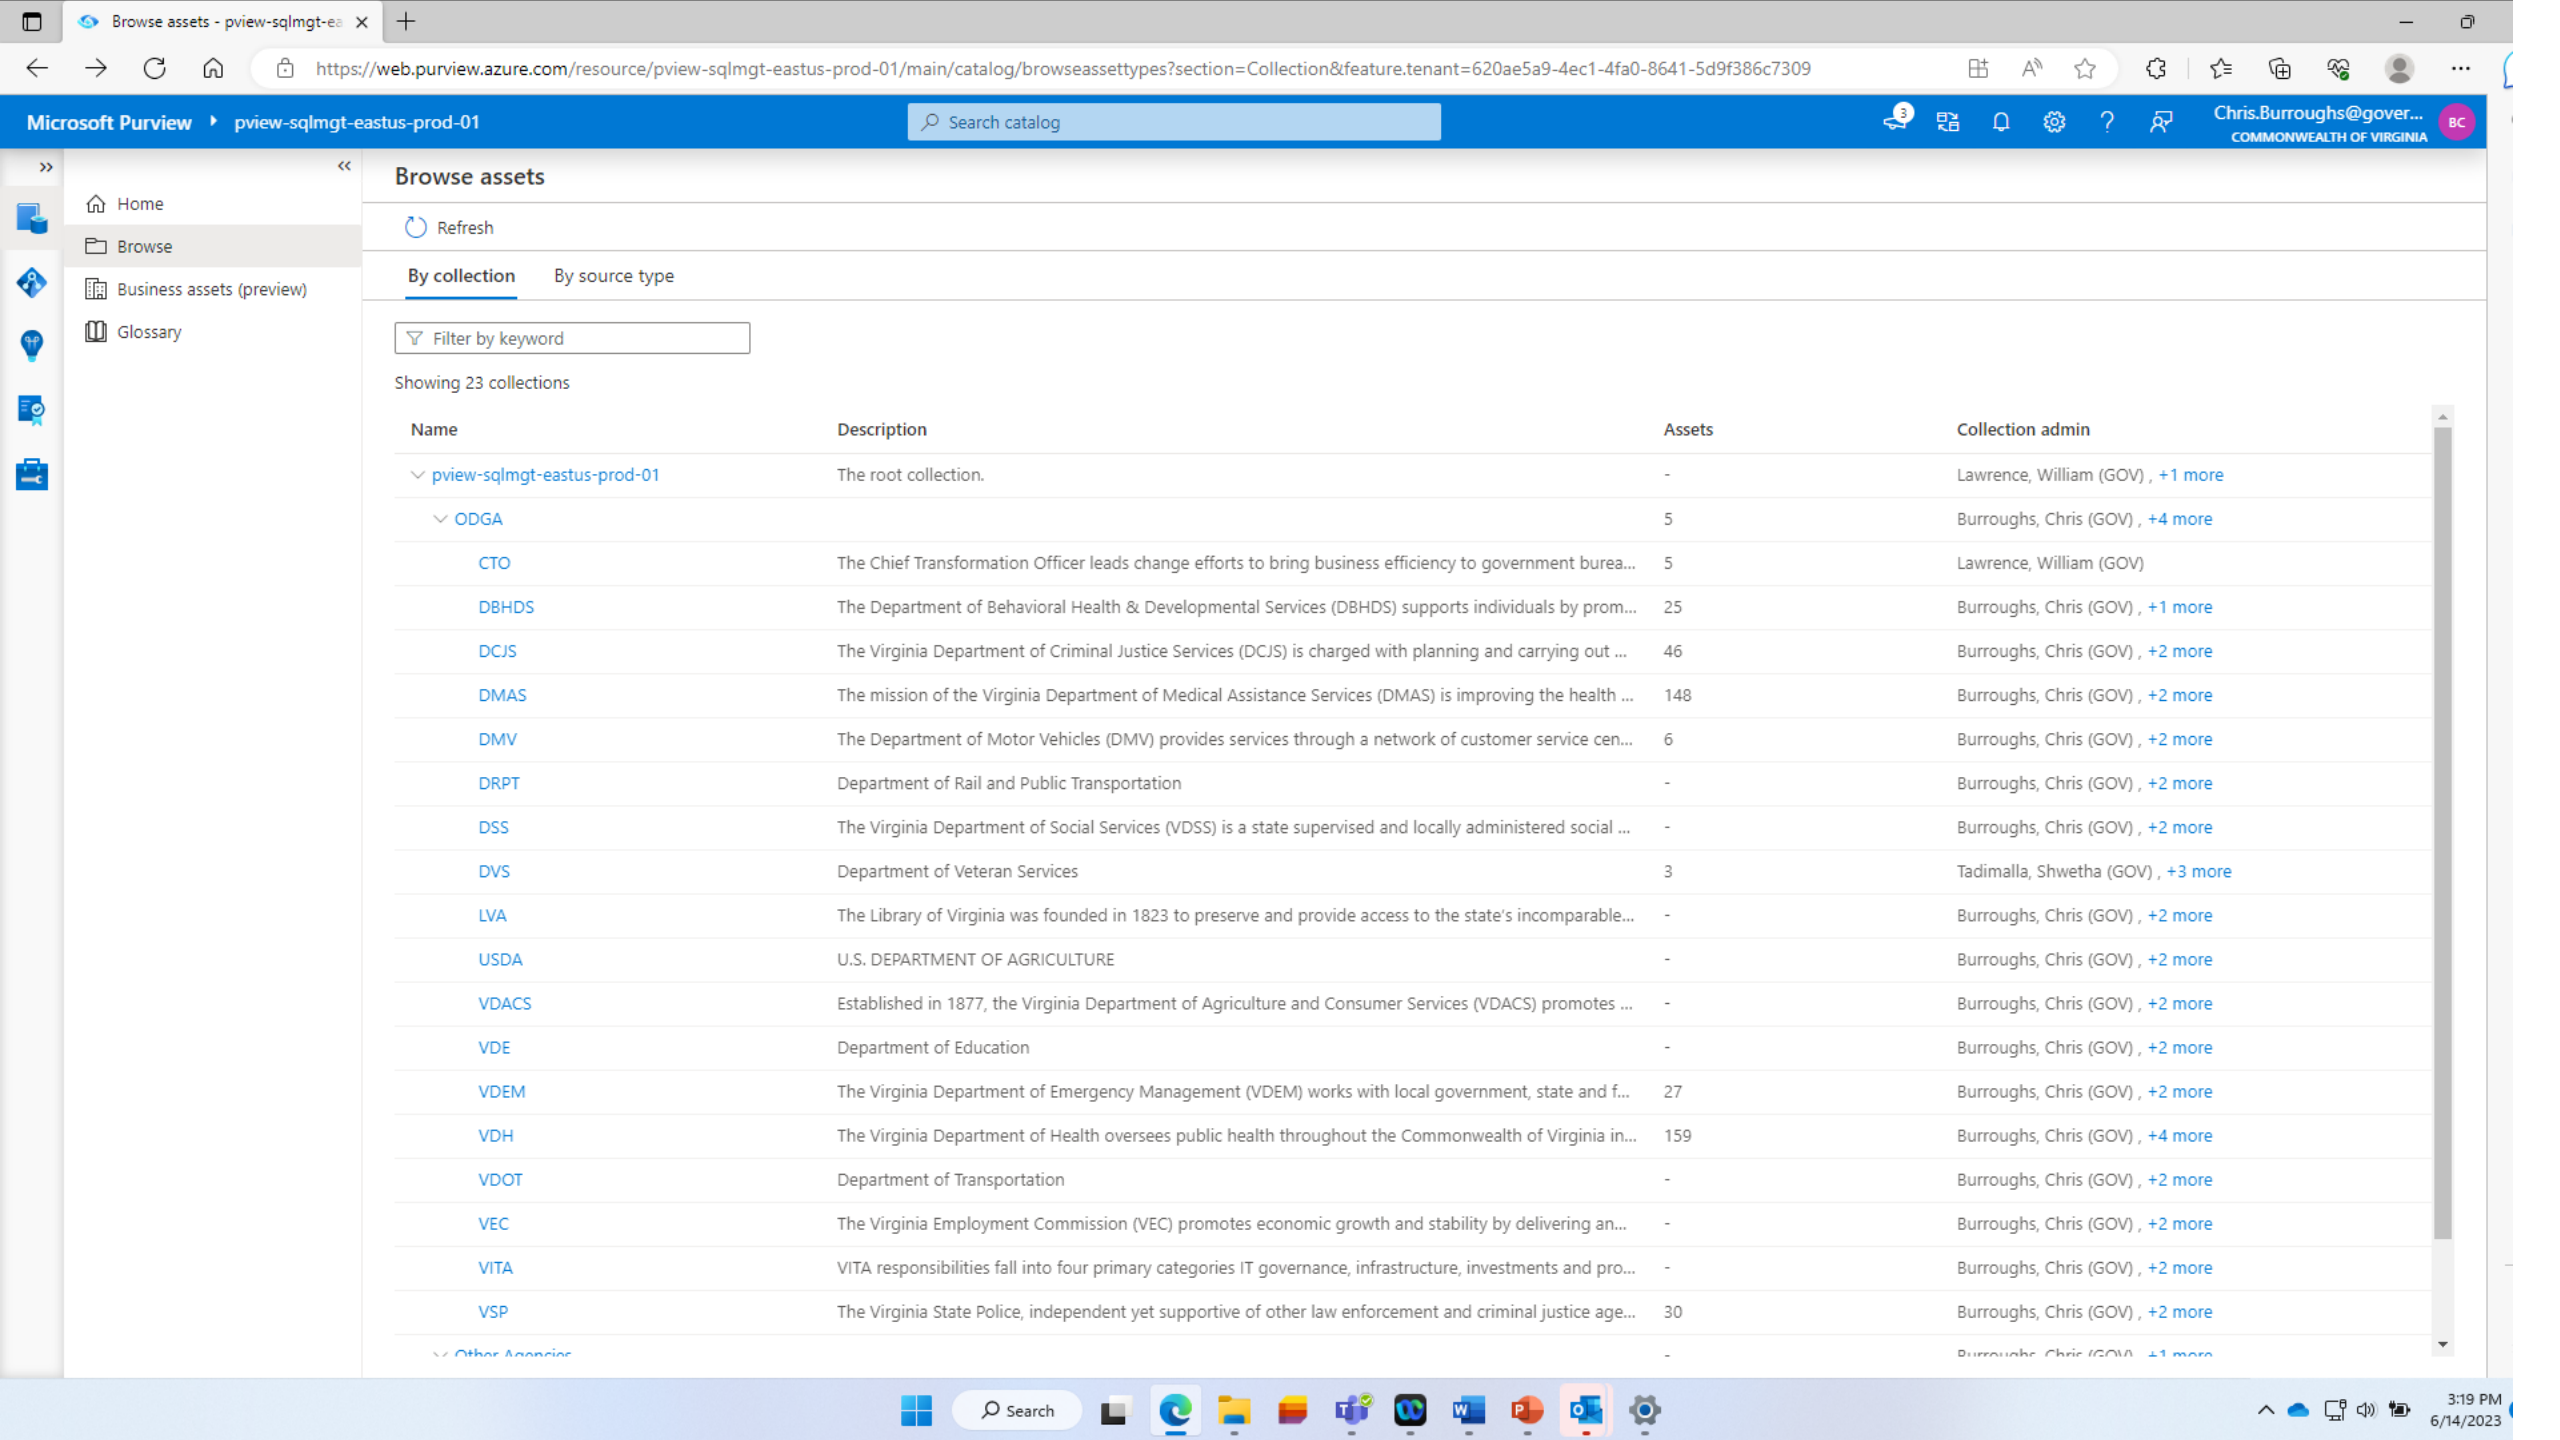 Browse assets - pview-sqlmgt-ea
https://web.purview.azure.com/resource/pview-sqlmgt-eastus-prod-01/main/catalog/browseassettypes?section=Collection&feature.tenant=620ae5a9-4ec1-4fa0-8641-5d9f386c7309
Microsoft Purview pview-sqlmgt-eastus-prod-01
Search catalog
3
Chris.Burroughs@gover...
COMMONWEALTH OF VIRGINIA
BC
Home
Browse
Business assets (preview)
Glossary
Browse assets
Refresh
By collection By source type
Filter by keyword
Showing 23 collections
Name Description Assets Collection admin
pview-sqlmgt-eastus-prod-01 The root collection. - Lawrence, William (GOV) , +1 more
ODGA 5 Burroughs, Chris (GOV) , +4 more
CTO The Chief Transformation Officer leads change efforts to bring business efficiency to government burea... 5 Lawrence, William (GOV)
DBHDS The Department of Behavioral Health & Developmental Services (DBHDS) supports individuals by prom... 25 Burroughs, Chris (GOV) , +1 more
DCJS The Virginia Department of Criminal Justice Services (DCJS) is charged with planning and carrying out ... 46 Burroughs, Chris (GOV) , +2 more
DMAS The mission of the Virginia Department of Medical Assistance Services (DMAS) is improving the health ... 148 Burroughs, Chris (GOV) , +2 more
DMV The Department of Motor Vehicles (DMV) provides services through a network of customer service cen... 6 Burroughs, Chris (GOV) , +2 more
DRPT Department of Rail and Public Transportation - Burroughs, Chris (GOV) , +2 more
DSS The Virginia Department of Social Services (VDSS) is a state supervised and locally administered social ... - Burroughs, Chris (GOV) , +2 more
DVS Department of Veteran Services 3 Tadimalla, Shwetha (GOV) , +3 more
LVA The Library of Virginia was founded in 1823 to preserve and provide access to the state's incomparable... - Burroughs, Chris (GOV) , +2 more
USDA U.S. DEPARTMENT OF AGRICULTURE - Burroughs, Chris (GOV) , +2 more
VDACS Established in 1877, the Virginia Department of Agriculture and Consumer Services (VDACS) promotes ... - Burroughs, Chris (GOV) , +2 more
VDE Department of Education - Burroughs, Chris (GOV) , +2 more
VDEM The Virginia Department of Emergency Management (VDEM) works with local government, state and f... 27 Burroughs, Chris (GOV) , +2 more
VDH The Virginia Department of Health oversees public health throughout the Commonwealth of Virginia in... 159 Burroughs, Chris (GOV) , +4 more
VDOT Department of Transportation - Burroughs, Chris (GOV) , +2 more
VEC The Virginia Employment Commission (VEC) promotes economic growth and stability by delivering an... - Burroughs, Chris (GOV) , +2 more
VITA VITA responsibilities fall into four primary categories IT governance, infrastructure, investments and pro... - Burroughs, Chris (GOV) , +2 more
VSP The Virginia State Police, independent yet supportive of other law enforcement and criminal justice age... 30 Burroughs, Chris (GOV) , +2 more
Other Agencies - Burroughs, Chris (GOV) , +1 more
Search
3:19 PM
6/14/2023